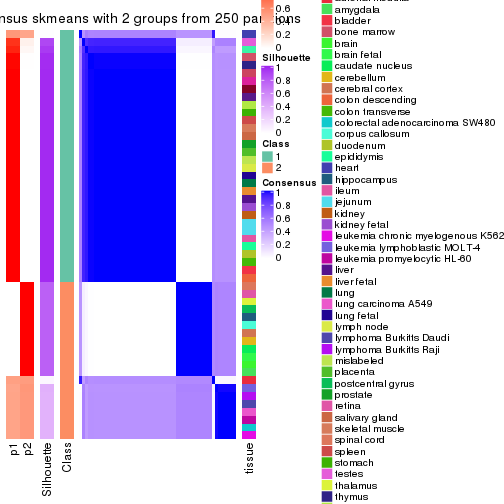 nsus skmeans with 2 groups from 250 partitions
p1
p2
Silhouette
Class
tissue
0.6
0.4
0.2
0
Silhouette
1
0.8
0.6
0.4
0.2
0
Class
1
2
Consensus
1
0.8
0.6
0.4
0.2
0
amygdala
bladder
bone marrow
brain
brain fetal
caudate nucleus
cerebellum
cerebral cortex
colon descending
colon transverse
colorectal adenocarcinoma SW480
corpus callosum
duodenum
epididymis
heart
hippocampus
ileum
jejunum
kidney
kidney fetal
leukemia chronic myelogenous K562
leukemia lymphoblastic MOLT-4
leukemia promyelocytic HL-60
liver
liver fetal
lung
lung carcinoma A549
lung fetal
lymph node
lymphoma Burkitts Daudi
lymphoma Burkitts Raji
mislabeled
placenta
postcentral gyrus
prostate
retina
salivary gland
skeletal muscle
spinal cord
spleen
stomach
testes
thalamus
thymus